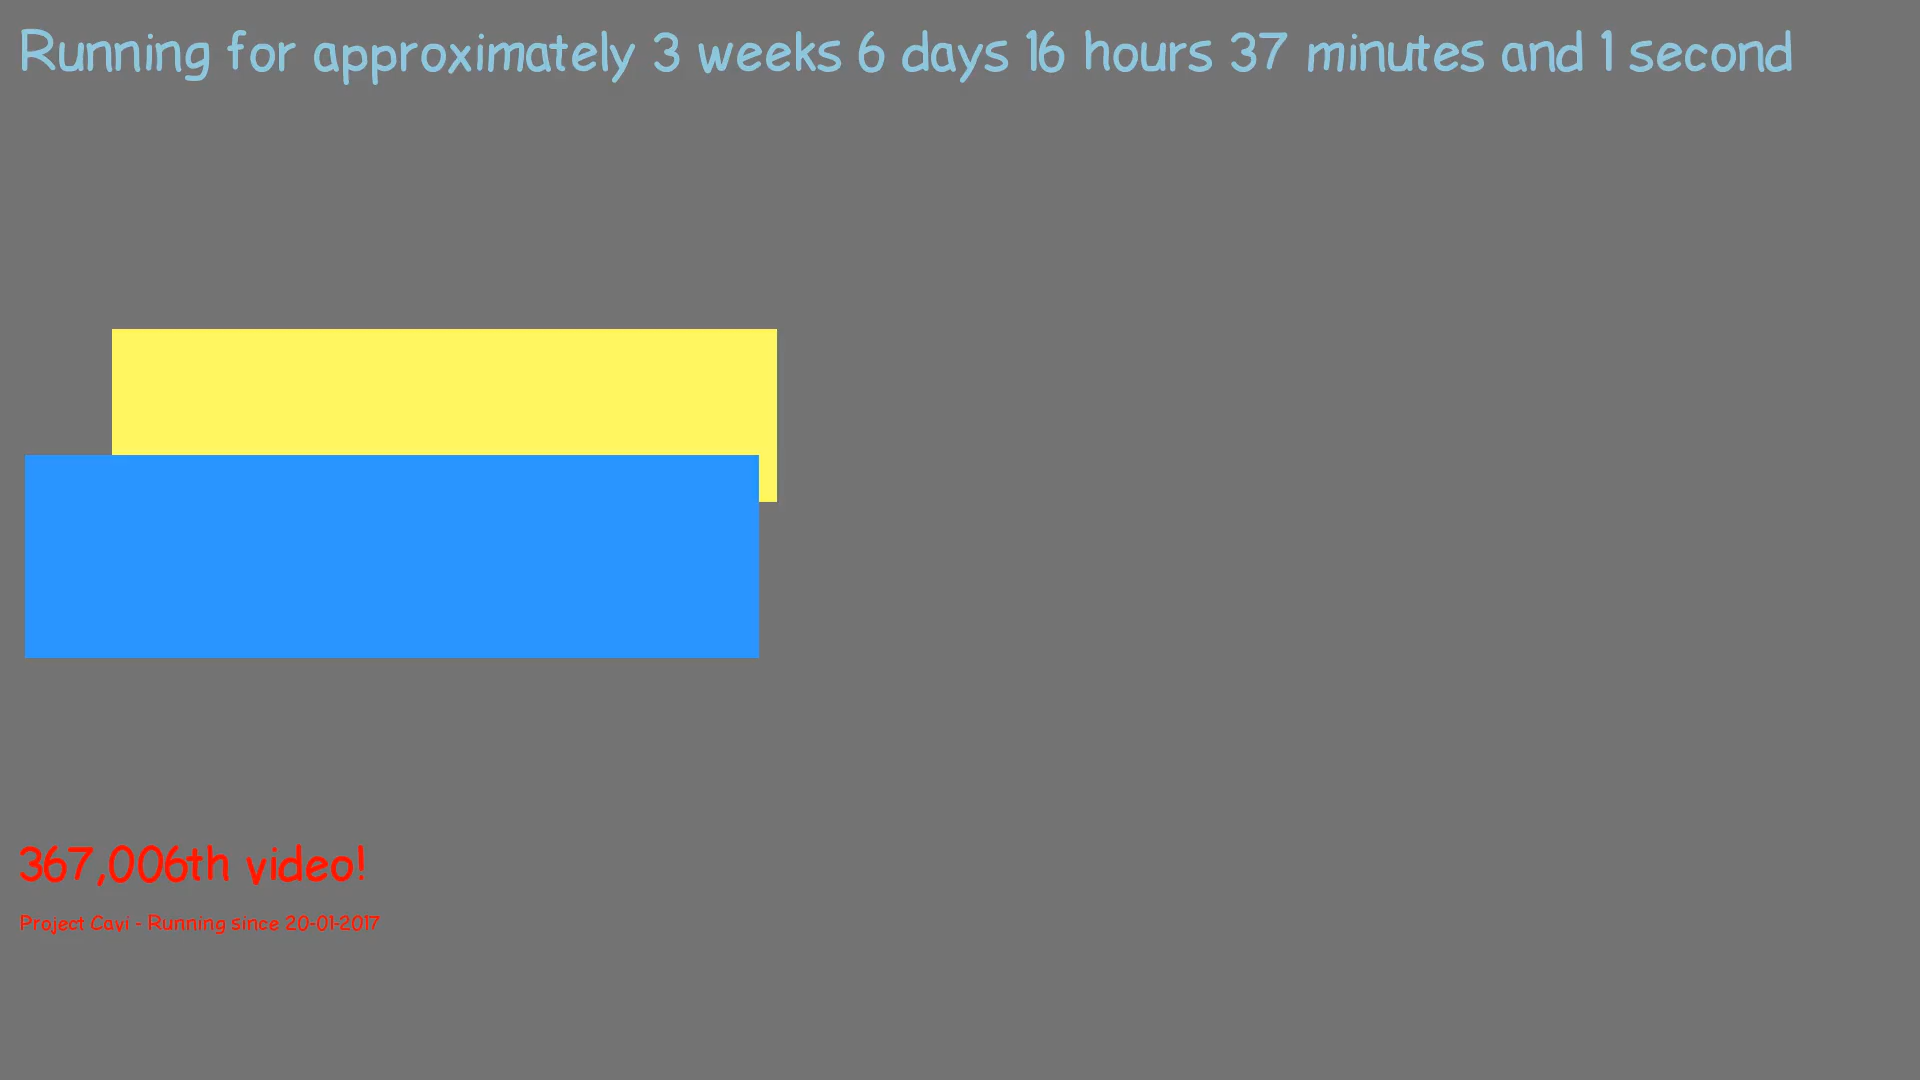 Running for approximately 3 weeks 6 days 16 hours 37 minutes and 1 second
367,006th video!
Project Cavi - Running since 20-01-2017